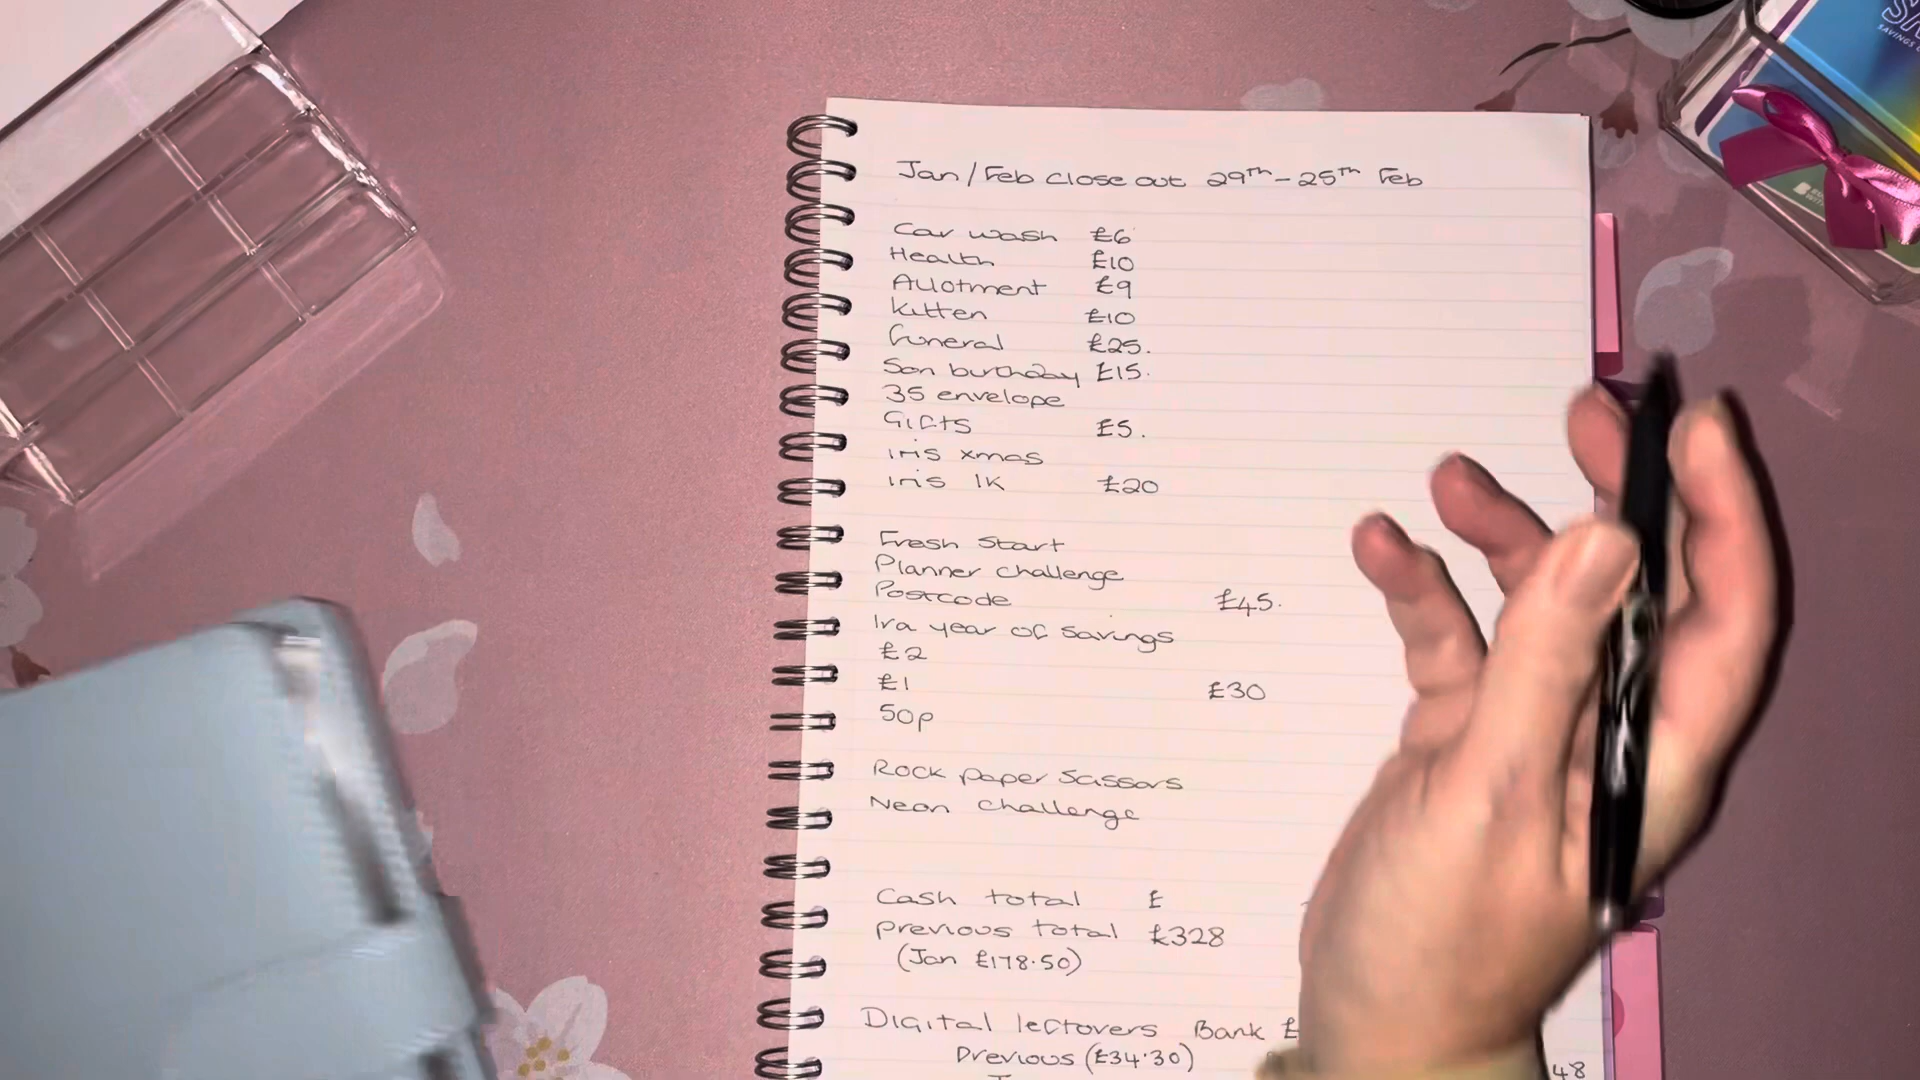 Jan/Feb close out 29th - 25th Feb
Car wash £6
Health £10
Allotment £9
Kitten £10
Funeral £25.
Son birthday £15.
35 envelope
Gifts £5.
Iris xmas
Iris 1K £20
Fresh Start
Planner challenge
Postcode £45.
Iva year of savings
£2
£1 £30
50p
Rock paper Scissors
Neon challenge
Cash total £
previous total £328
(Jan £178.50)
Digital leftovers Bank £
Previous (£34.30)
48
SAVINGS